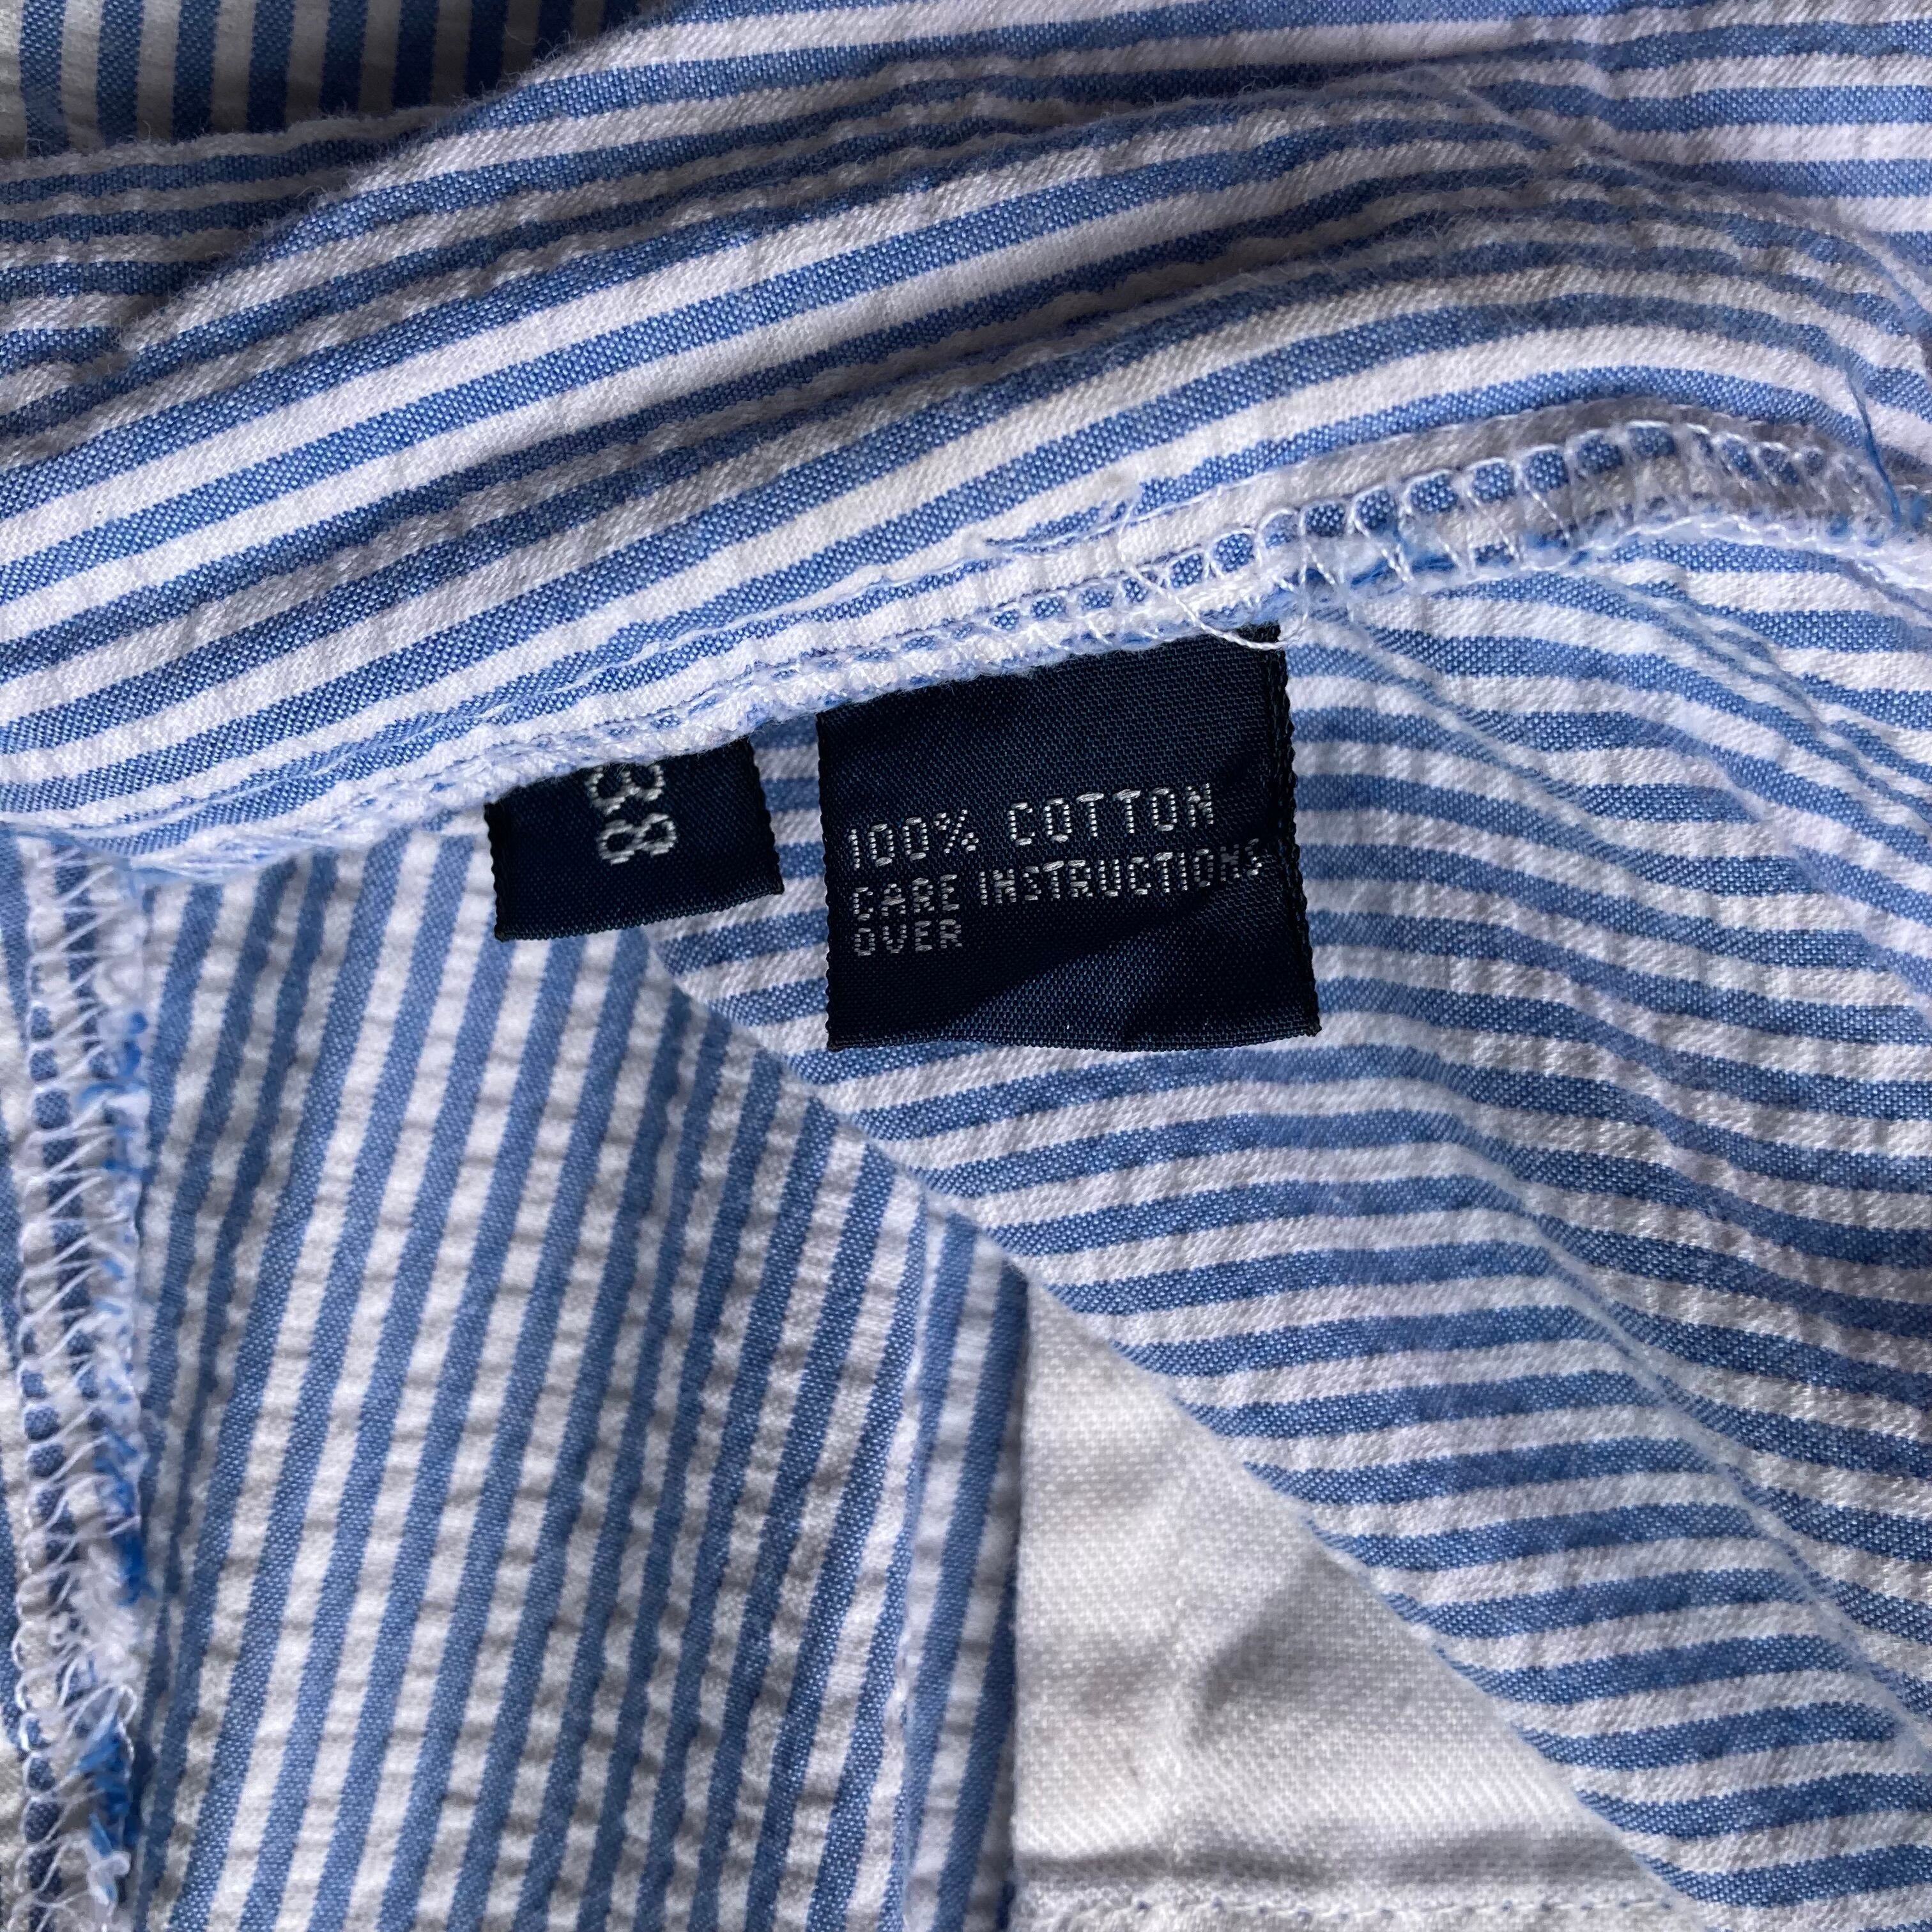 38
100% COTTON
CARE INSTRUCTIONS
OVER